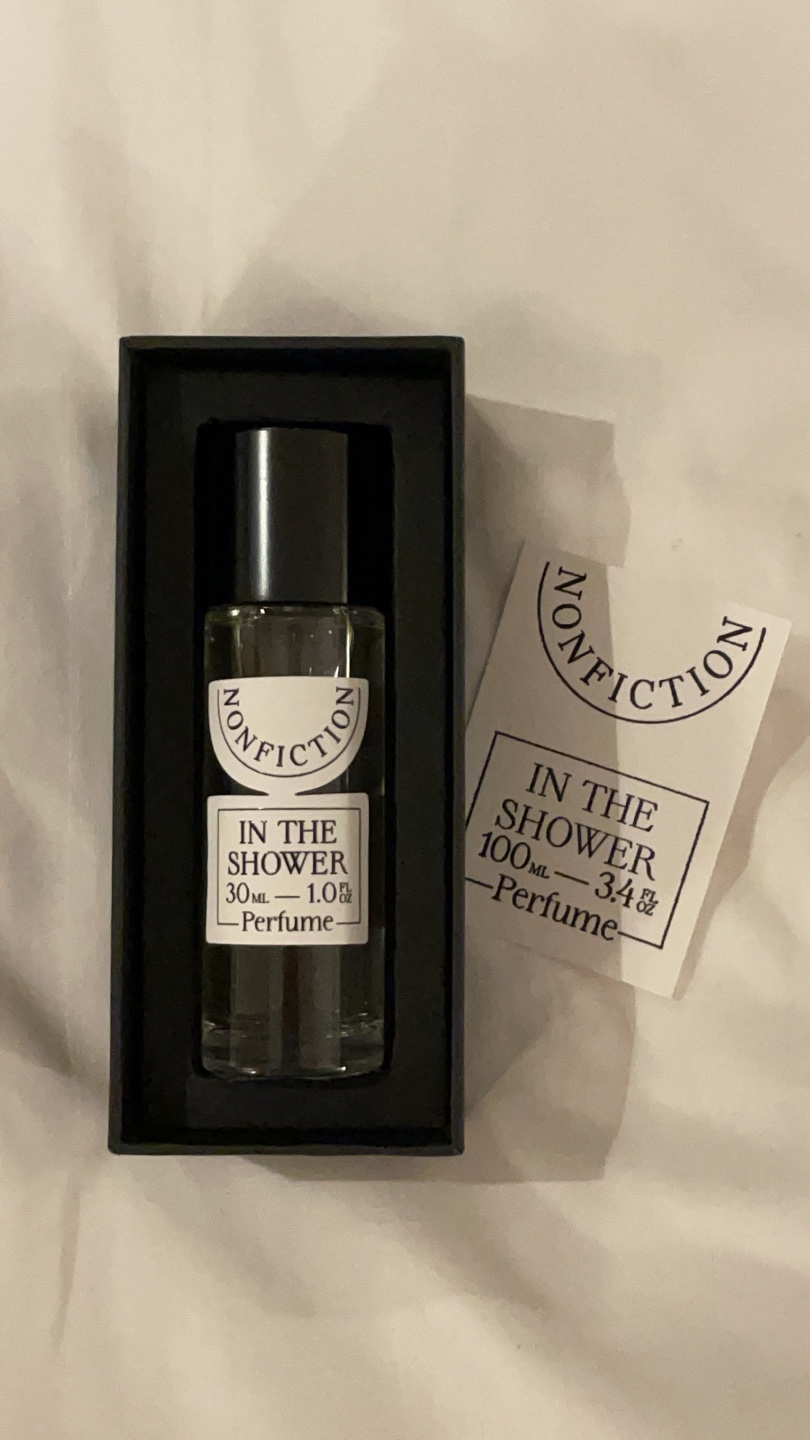 NONFICTION
IN THE
SHOWER
30ML — 1.0 FL OZ
Perfume
NONFICTION
IN THE
SHOWER
100ML — 3.4 FL OZ
Perfume